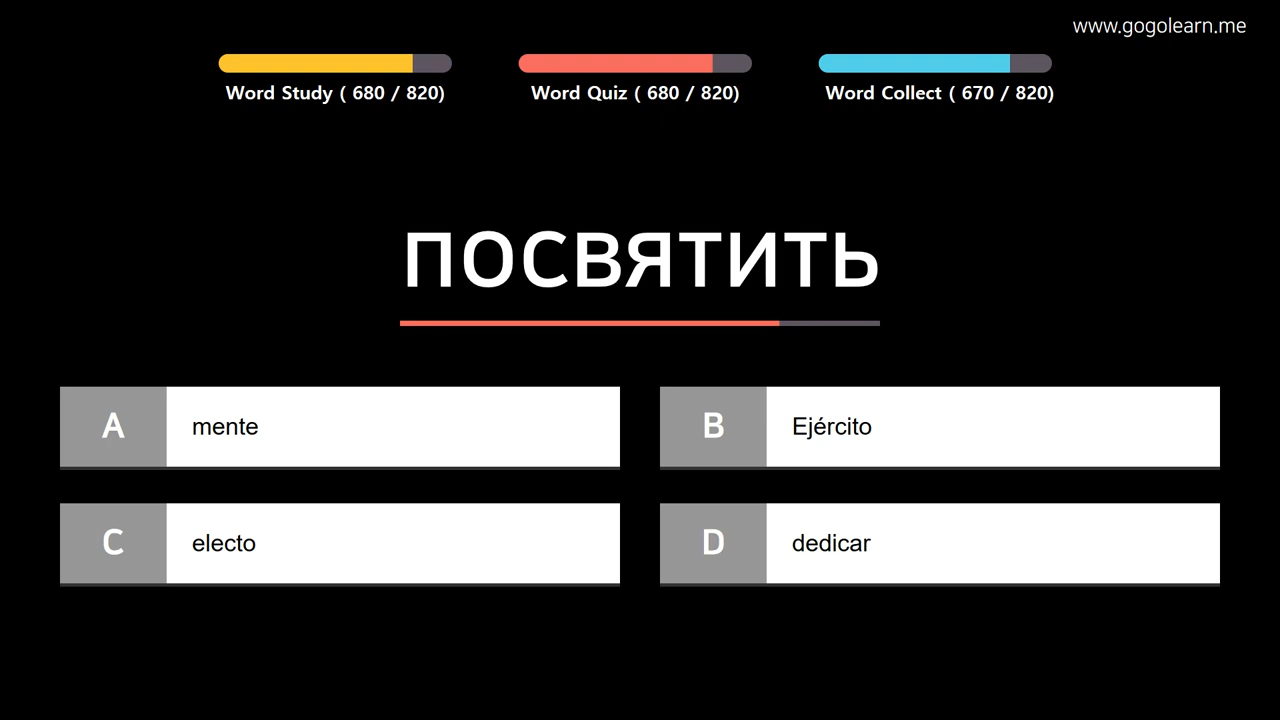 www.gogolearn.me
Word Study ( 680 / 820)
Word Quiz ( 680 / 820)
Word Collect ( 670 / 820)
посвятить
A
mente
B
Ejército
C
electo
D
dedicar